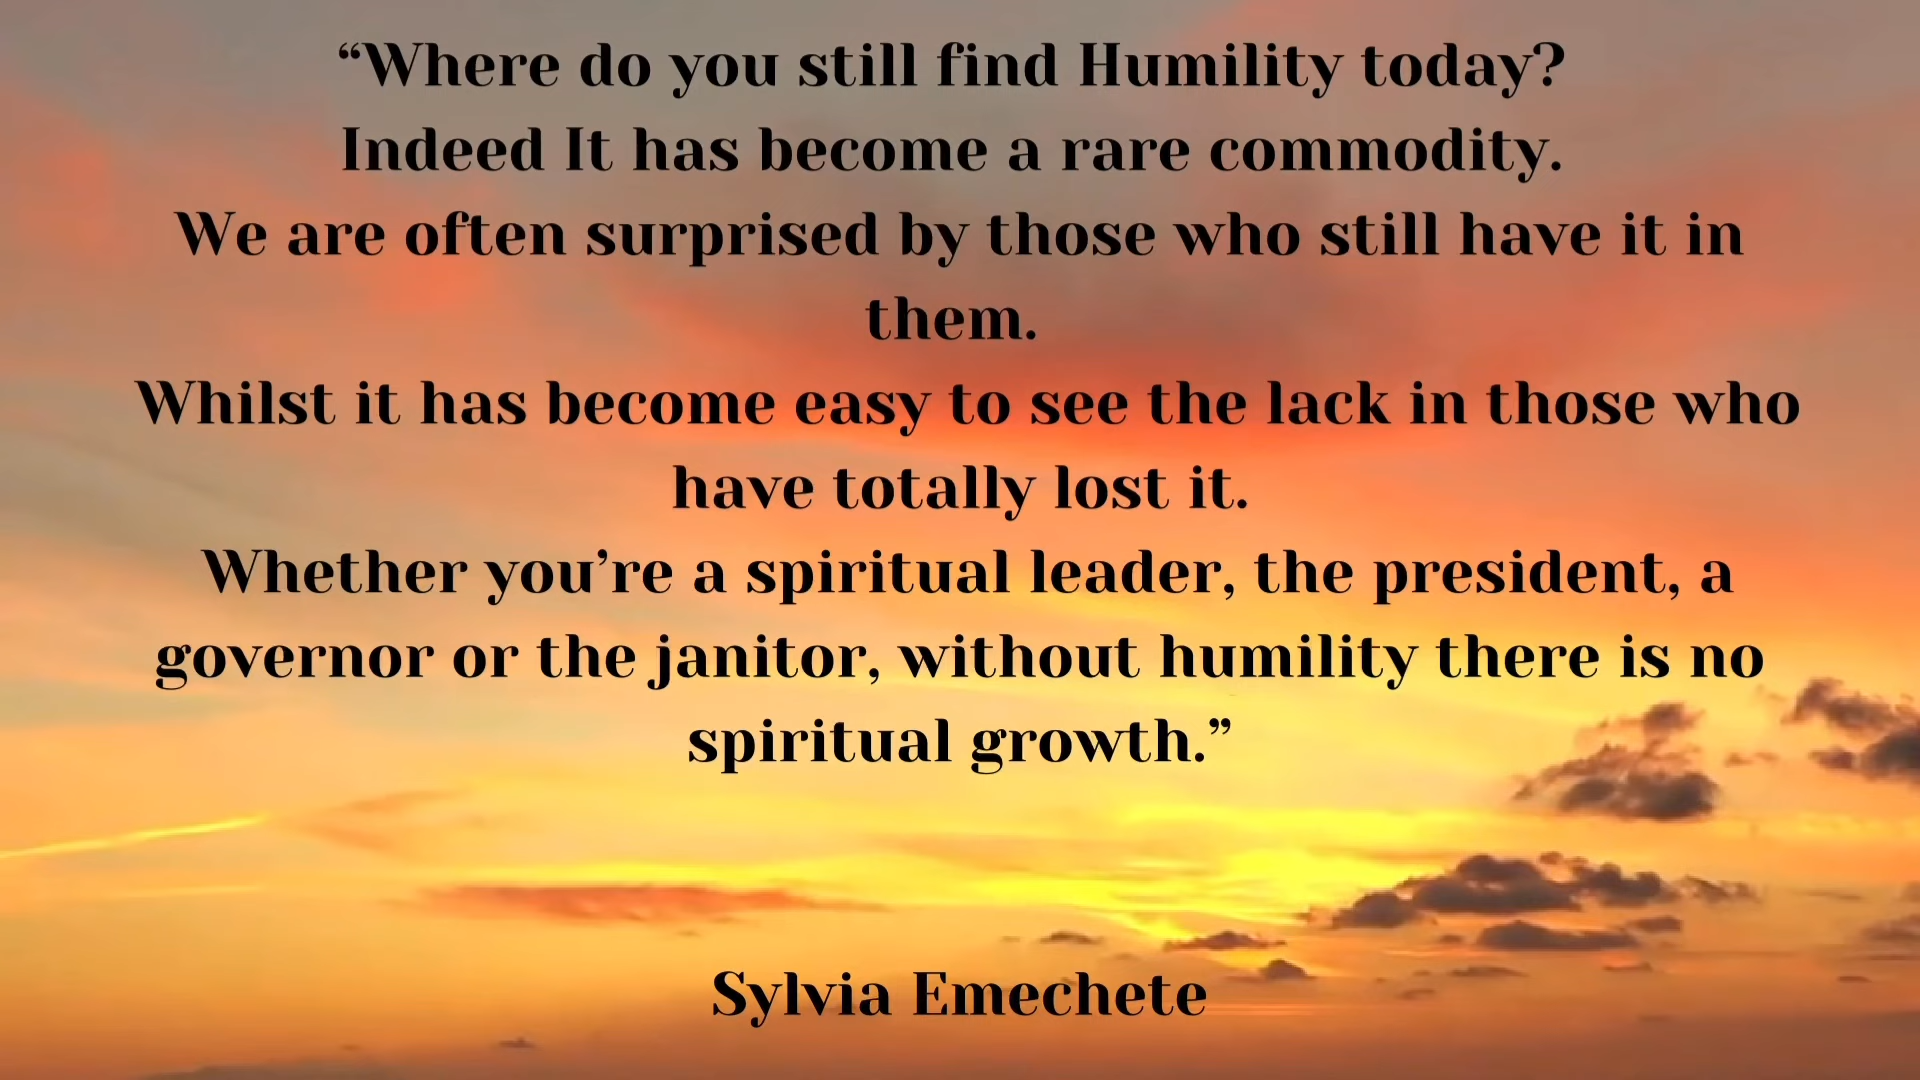 “Where do you still find Humility today?
Indeed It has become a rare commodity.
We are often surprised by those who still have it in
them.
Whilst it has become easy to see the lack in those who
have totally lost it.
Whether you’re a spiritual leader, the president, a
governor or the janitor, without humility there is no
spiritual growth.”
Sylvia Emechete